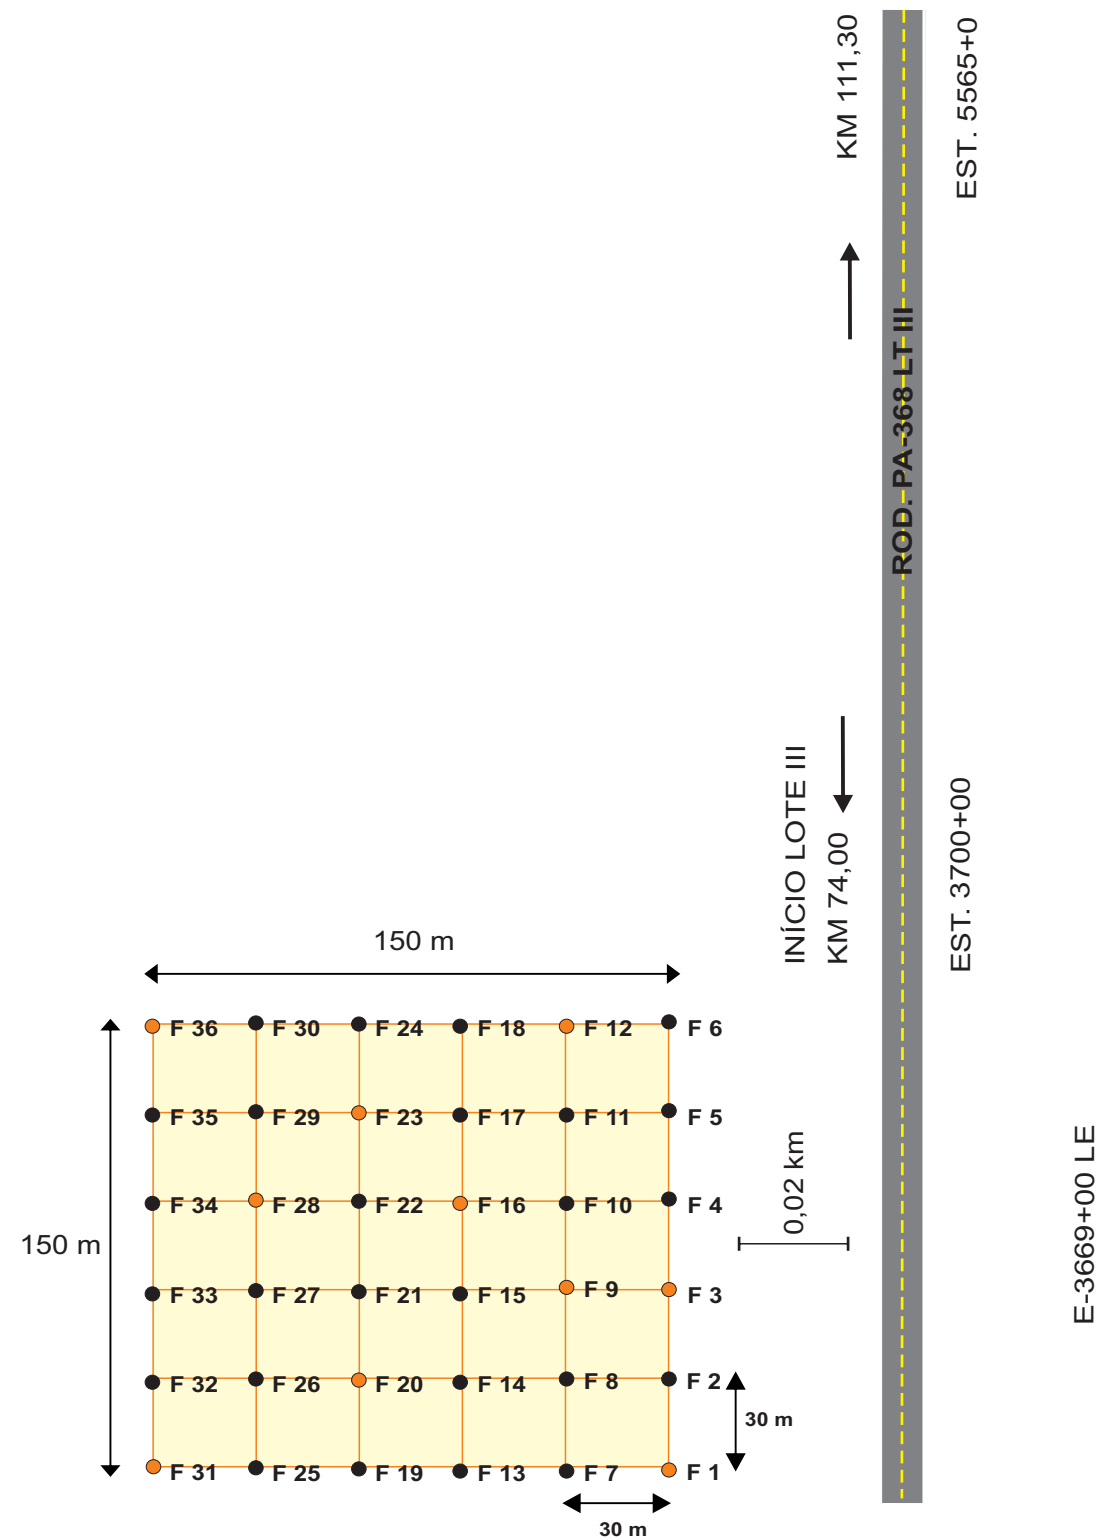 KM 111,30
EST. 5565+0
ROD. PA-368 LT III
INÍCIO LOTE III
KM 74,00
EST. 3700+00
150 m
F 36 F 30 F 24 F 18 F 12 F 6
F 35 F 29 F 23 F 17 F 11 F 5
0,02 km
E-3669+00 LE
F 34 F 28 F 22 F 16 F 10 F 4
150 m
F 33 F 27 F 21 F 15 F 9 F 3
F 32 F 26 F 20 F 14 F 8 F 2
30 m
F 31 F 25 F 19 F 13 F 7 F 1
30 m